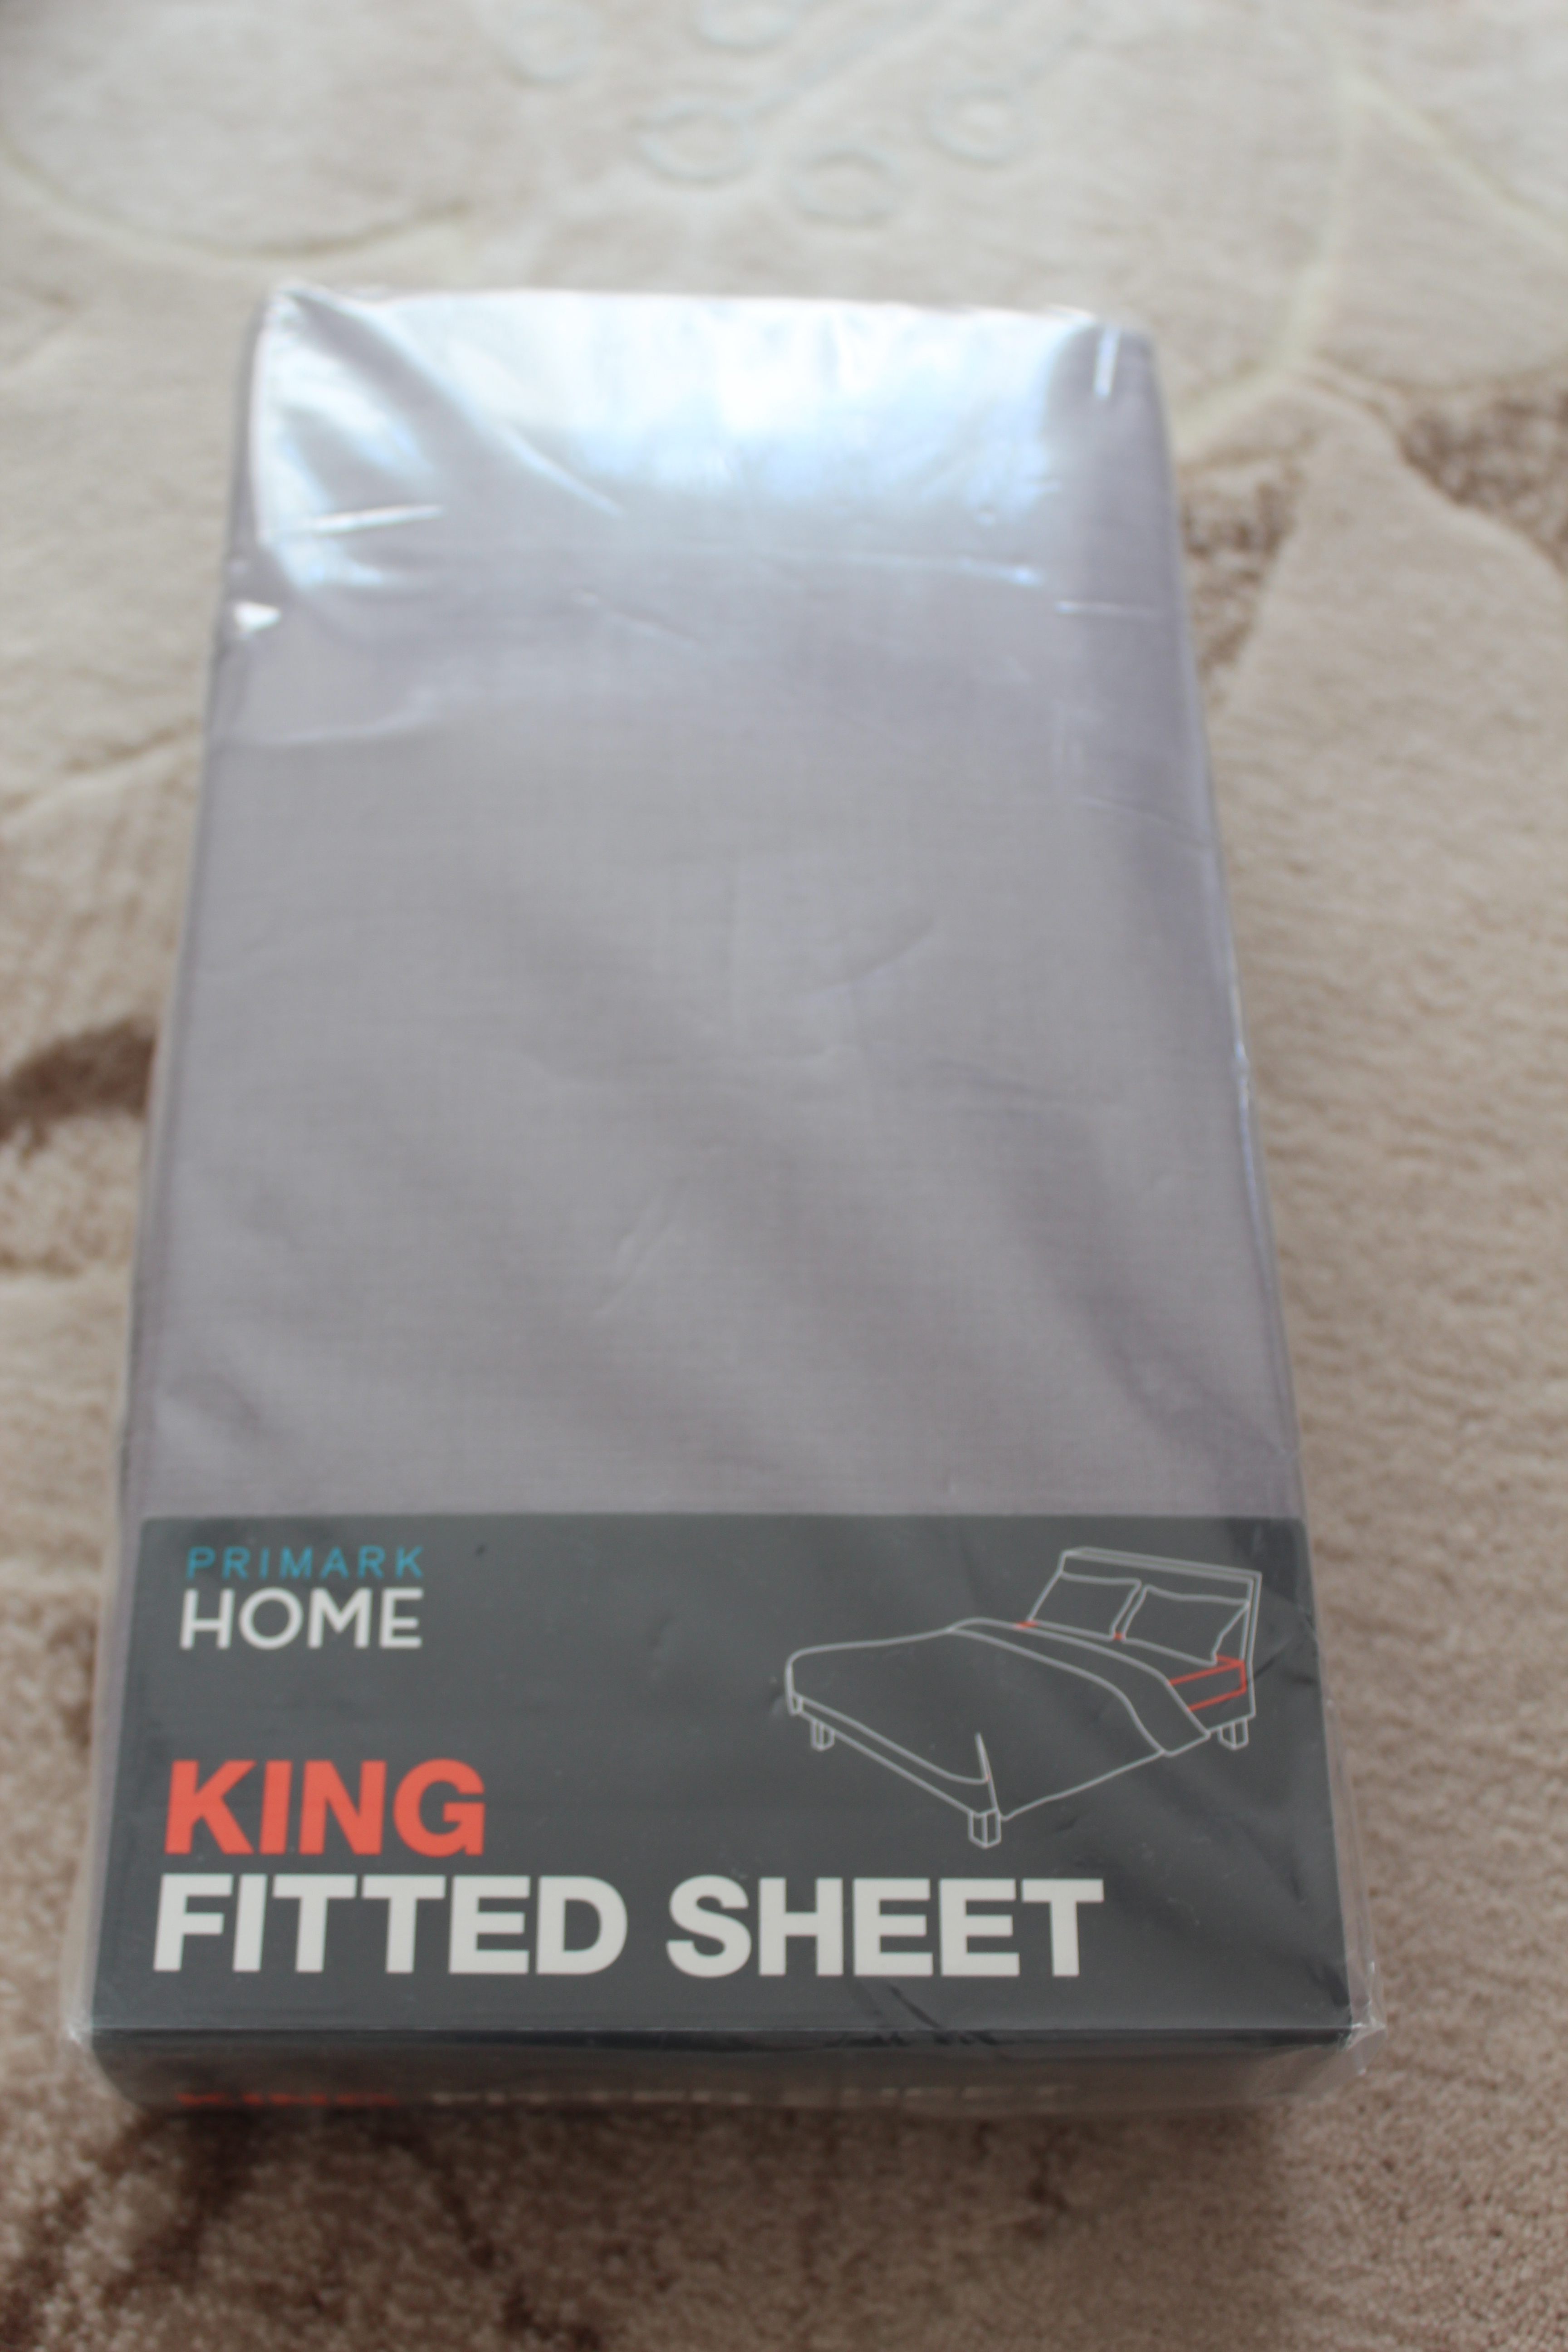 PRIMARK
HOME
KING
FITTED SHEET